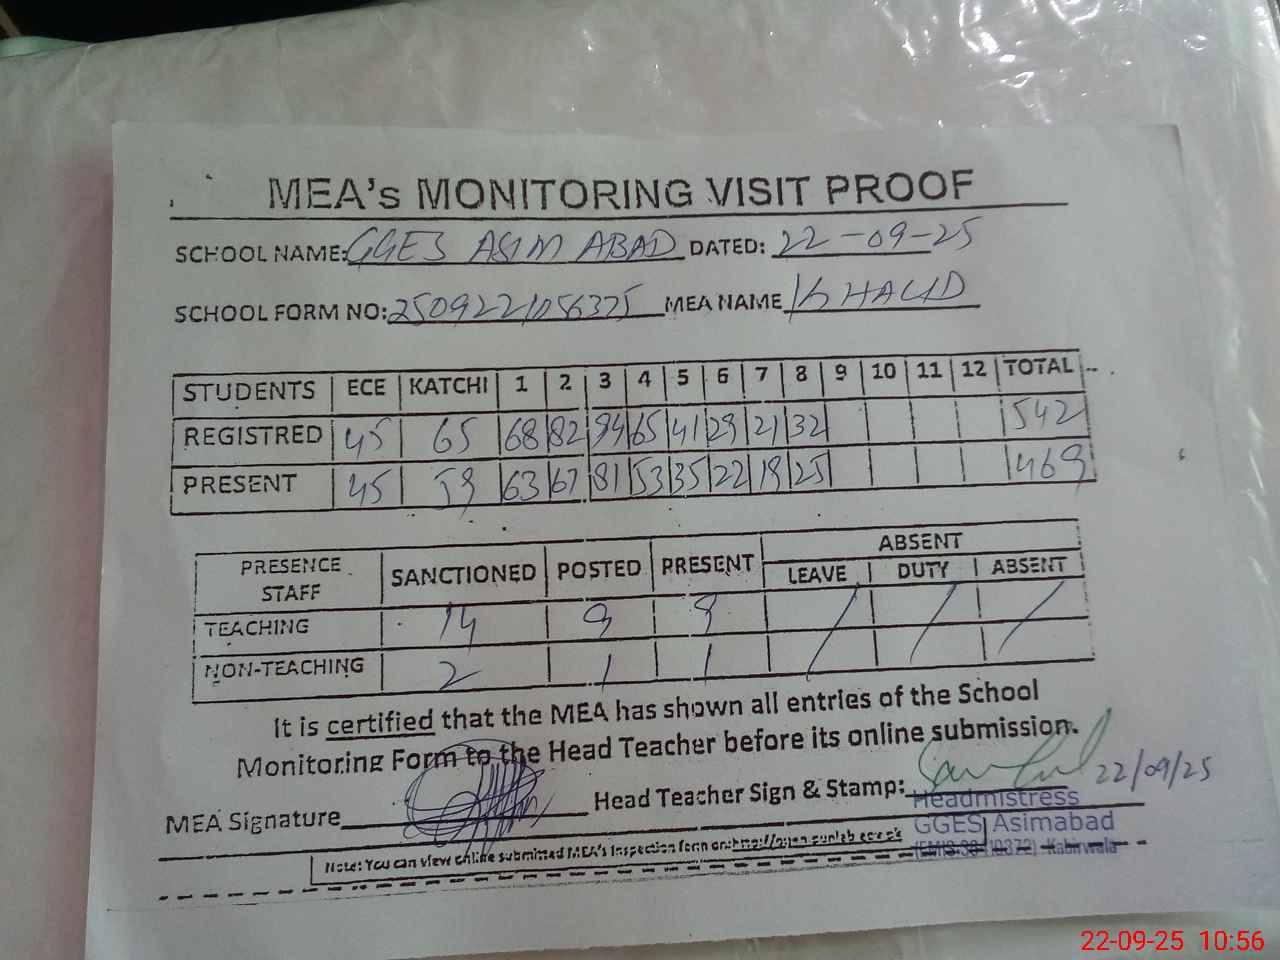 MEA's MONITORING VISIT PROOF
SCHOOL NAME: GGES ASIM ABAD DATED: 22-09-25
SCHOOL FORM NO: 2509221056375 MEA NAME KHALID
STUDENTS ECE KATCHI 1 2 3 4 5 6 7 8 9 10 11 12 TOTAL
REGISTRED 45 65 68 82 94 65 41 29 21 32 542
PRESENT 45 59 63 67 81 53 35 22 19 25 469
PRESENCE STAFF SANCTIONED POSTED PRESENT ABSENT
LEAVE DUTY ABSENT
TEACHING 14 9 9 / / /
NON-TEACHING 2 1 1
It is certified that the MEA has shown all entries of the School
Monitoring Form to the Head Teacher before its online submission.
MEA Signature Head Teacher Sign & Stamp: 22/09/25
Headmistress
GGES Asimabad
Kabirwala
Note: You can view online submitted MEA's Inspection form on
22-09-25 10:56